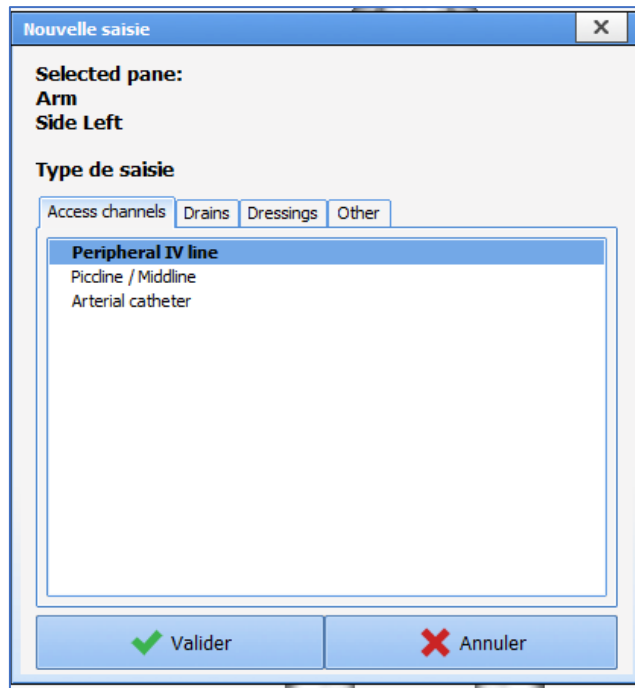 Nouvelle saisie
Selected pane:
Arm
Side Left
Type de saisie
Access channels Drains Dressings Other
Peripheral IV line
Piccline / Middline
Arterial catheter
Valider Annuler